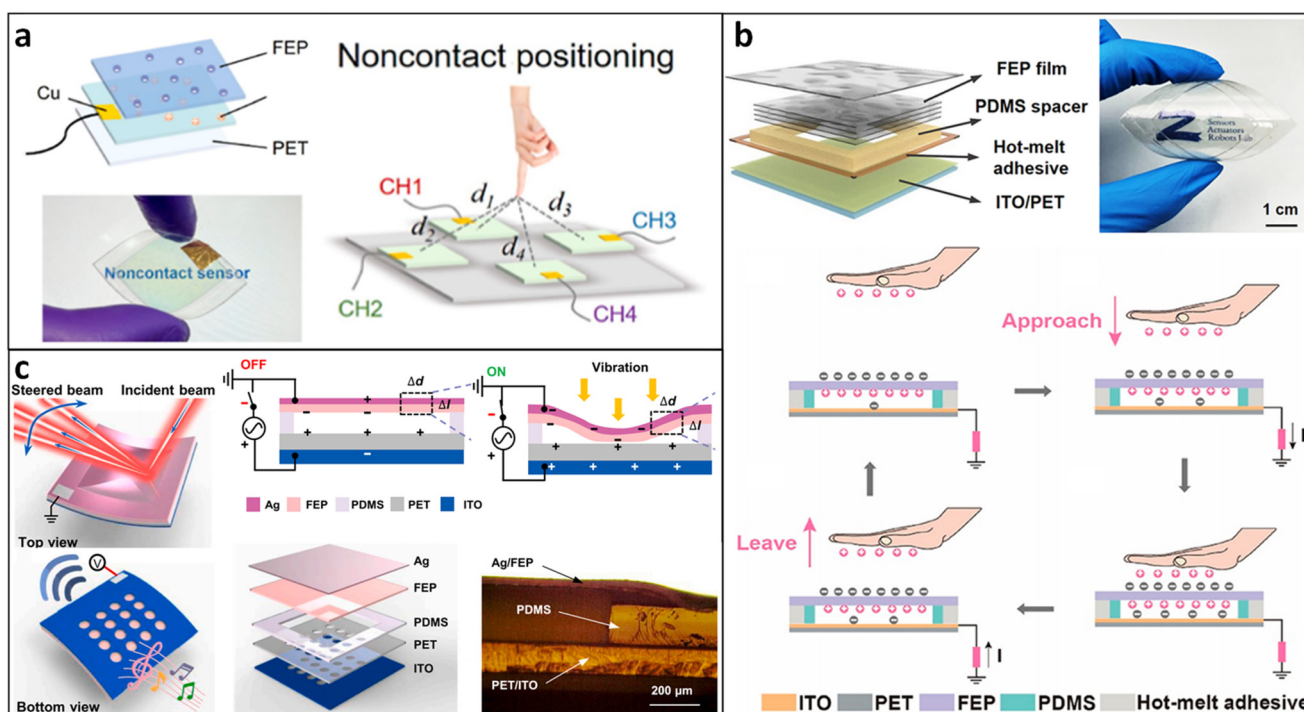 a
FEP
Cu
PET
Noncontact sensor
Noncontact positioning
CH1
d1
d2
d3
d4
CH3
CH2
CH4
b
FEP film
PDMS spacer
Hot-melt
adhesive
ITO/PET
Sensors
Actuators
Robots
1 cm
Approach
I
Leave
I
ITO PET FEP PDMS Hot-melt adhesive
c
Steered beam
Incident beam
Top view
OFF
Δd
Δl
ON
Vibration
Δd
Δl
Ag FEP PDMS PET ITO
V
Bottom view
Ag
FEP
PDMS
PET
ITO
Ag/FEP
PDMS
PET/ITO
200 μm